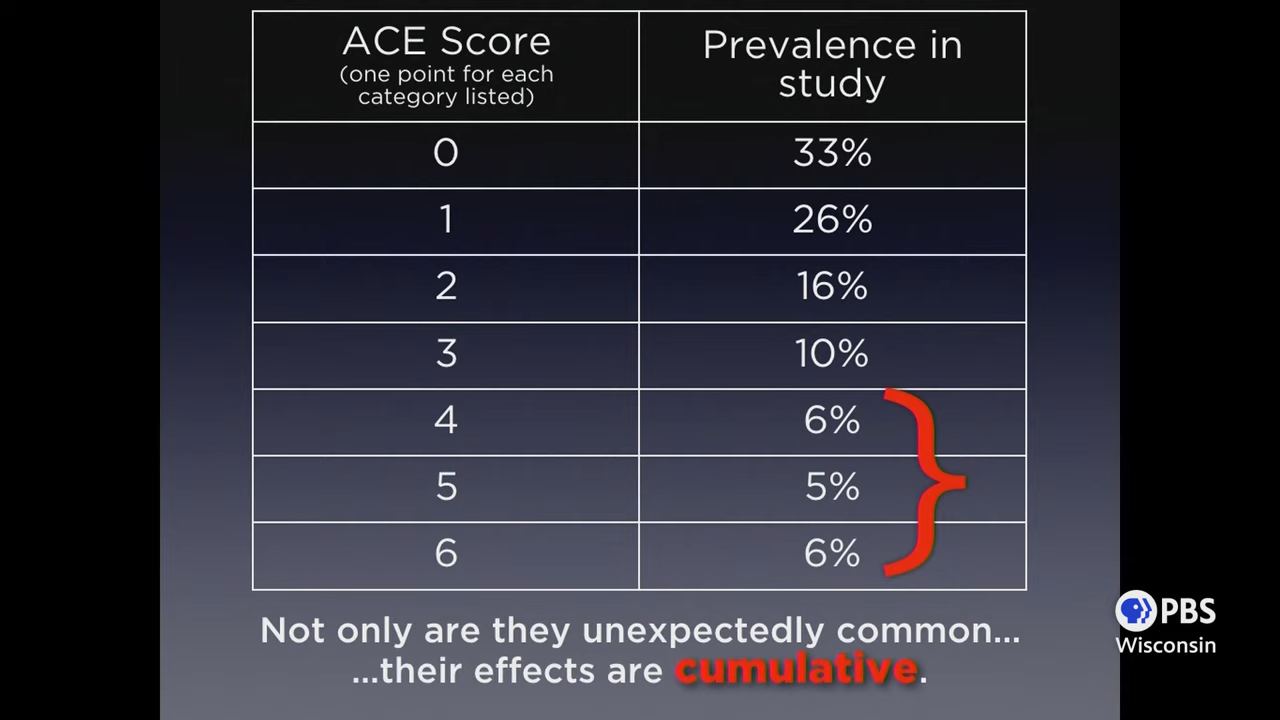 ACE Score
(one point for each
category listed)
Prevalence in
study
0
33%
1
26%
2
16%
3
10%
4
6%
5
5%
6
6%
Not only are they unexpectedly common...
...their effects are cumulative.
PBS
Wisconsin